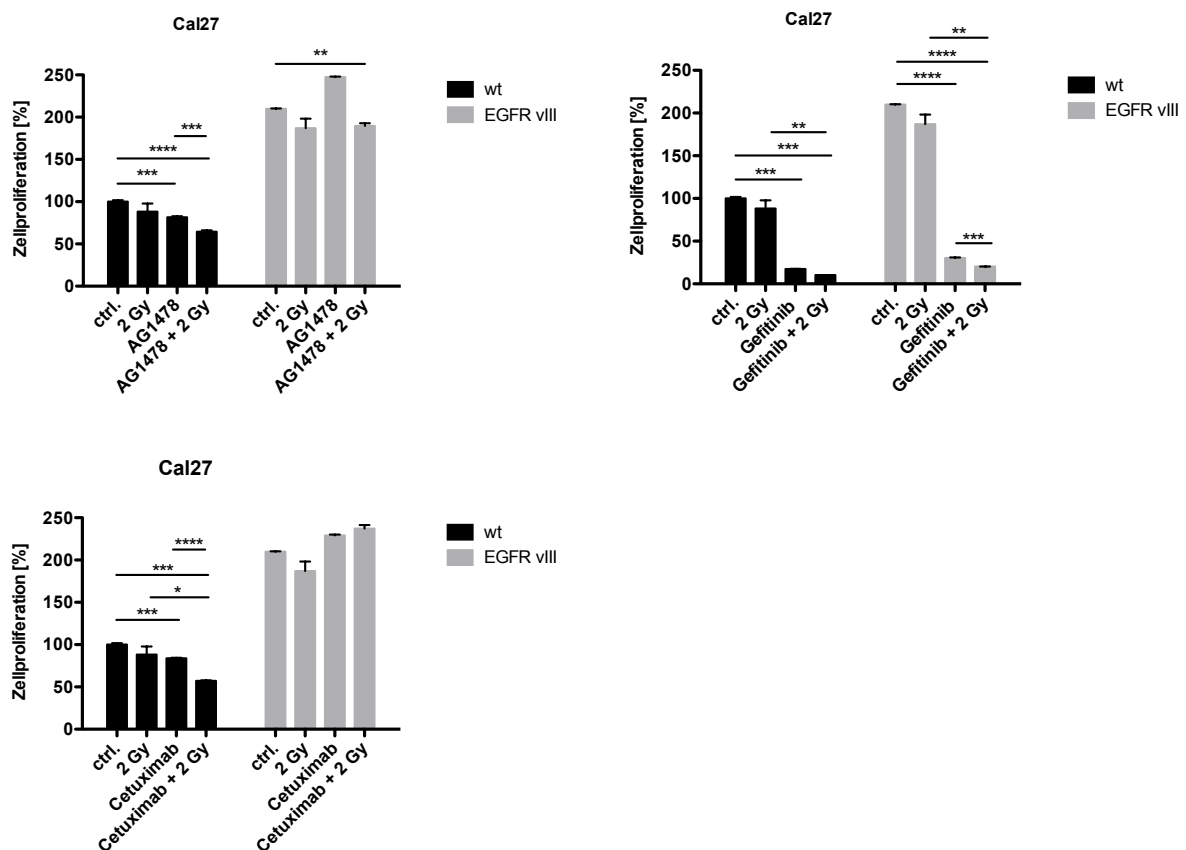 Cal27
Zellproliferation [%]
250
200
150
100
50
0
**
***
****
***
wt
EGFR vIII
ctrl.
2 Gy
AG1478
AG1478 + 2 Gy
ctrl.
2 Gy
AG1478
AG1478 + 2 Gy
Cal27
Zellproliferation [%]
250
200
150
100
50
0
**
****
****
**
***
***
***
wt
EGFR vIII
ctrl.
2 Gy
Gefitinib
Gefitinib + 2 Gy
ctrl.
2 Gy
Gefitinib
Gefitinib + 2 Gy
Cal27
Zellproliferation [%]
250
200
150
100
50
0
****
***
*
***
wt
EGFR vIII
ctrl.
2 Gy
Cetuximab
Cetuximab + 2 Gy
ctrl.
2 Gy
Cetuximab
Cetuximab + 2 Gy